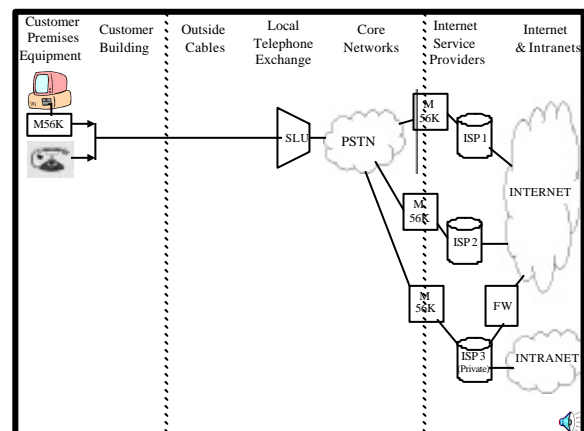 Customer
Premises
Equipment
Customer
Building
Outside
Cables
Local
Telephone
Exchange
Core
Networks
Internet
Service
Providers
Internet
& Intranets
M56K
SLU
PSTN
M
56K
ISP 1
INTERNET
M
56K
ISP 2
M
56K
FW
ISP 3
(Private)
INTRANET